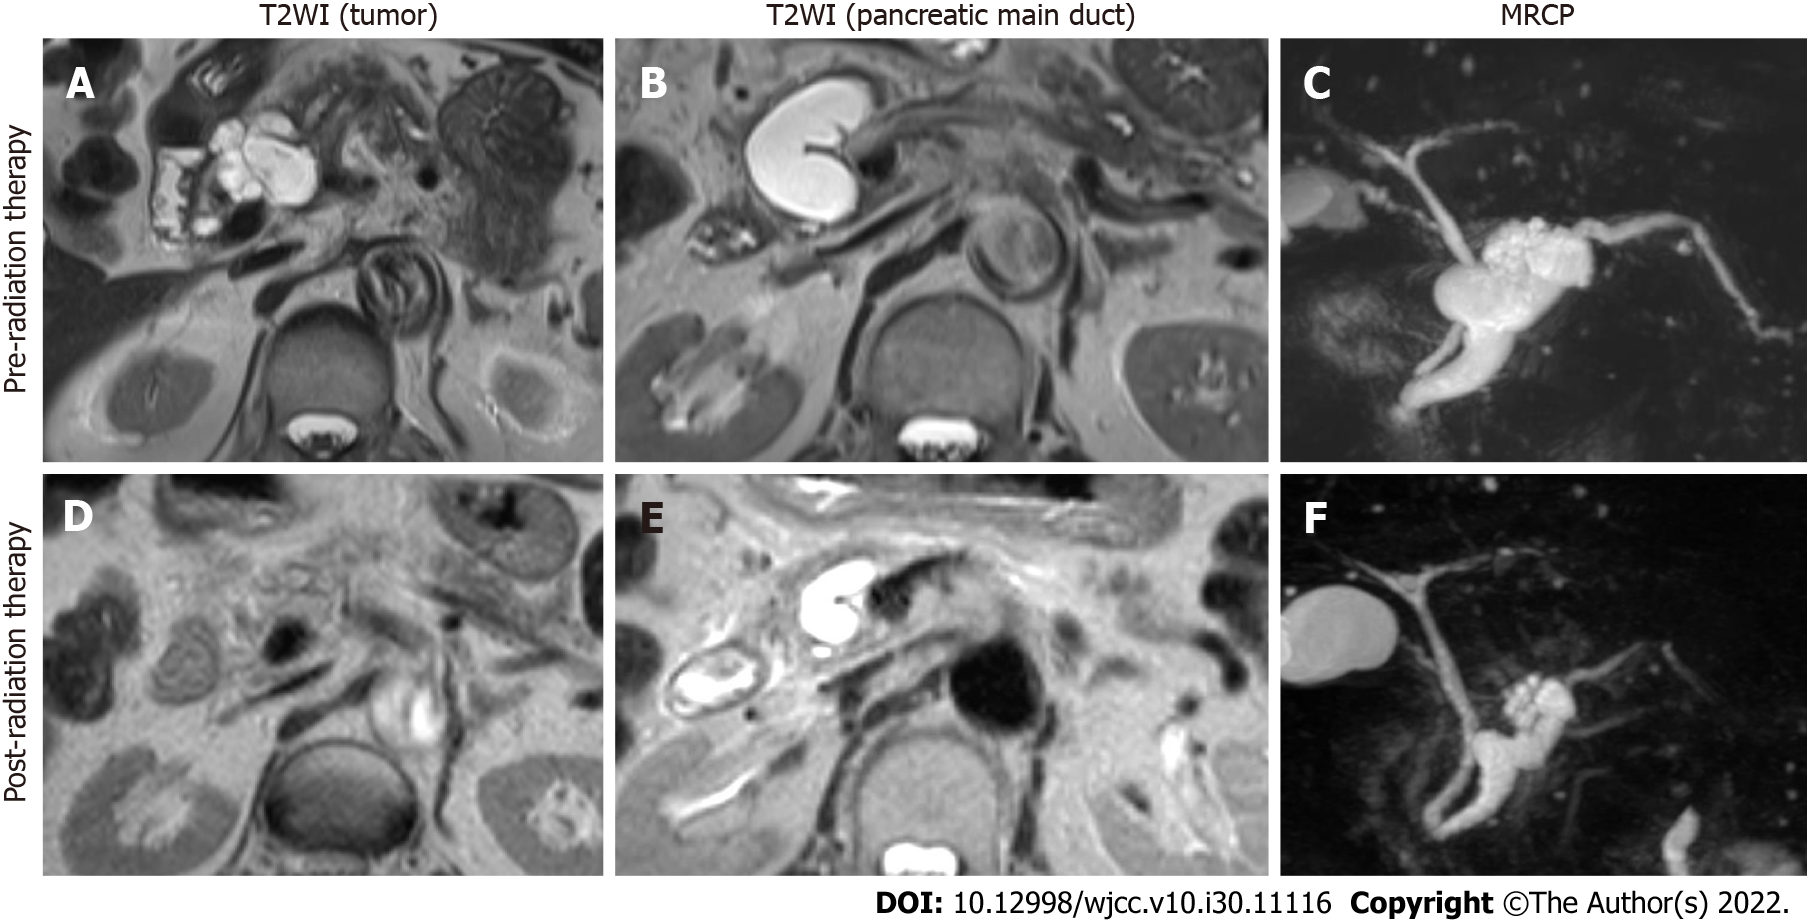 T2WI (tumor)
T2WI (pancreatic main duct)
MRCP
Pre-radiation therapy
A
B
C
Post-radiation therapy
D
E
F
DOI: 10.12998/wjcc.v10.i30.11116 Copyright ©The Author(s) 2022.